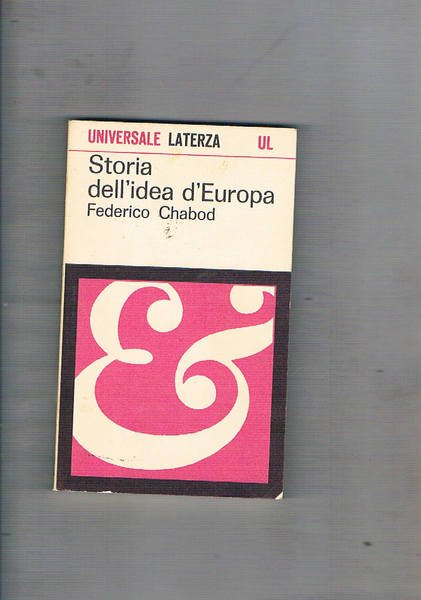 UNIVERSALE LATERZA UL
Storia
dell'idea d'Europa
Federico Chabod
&